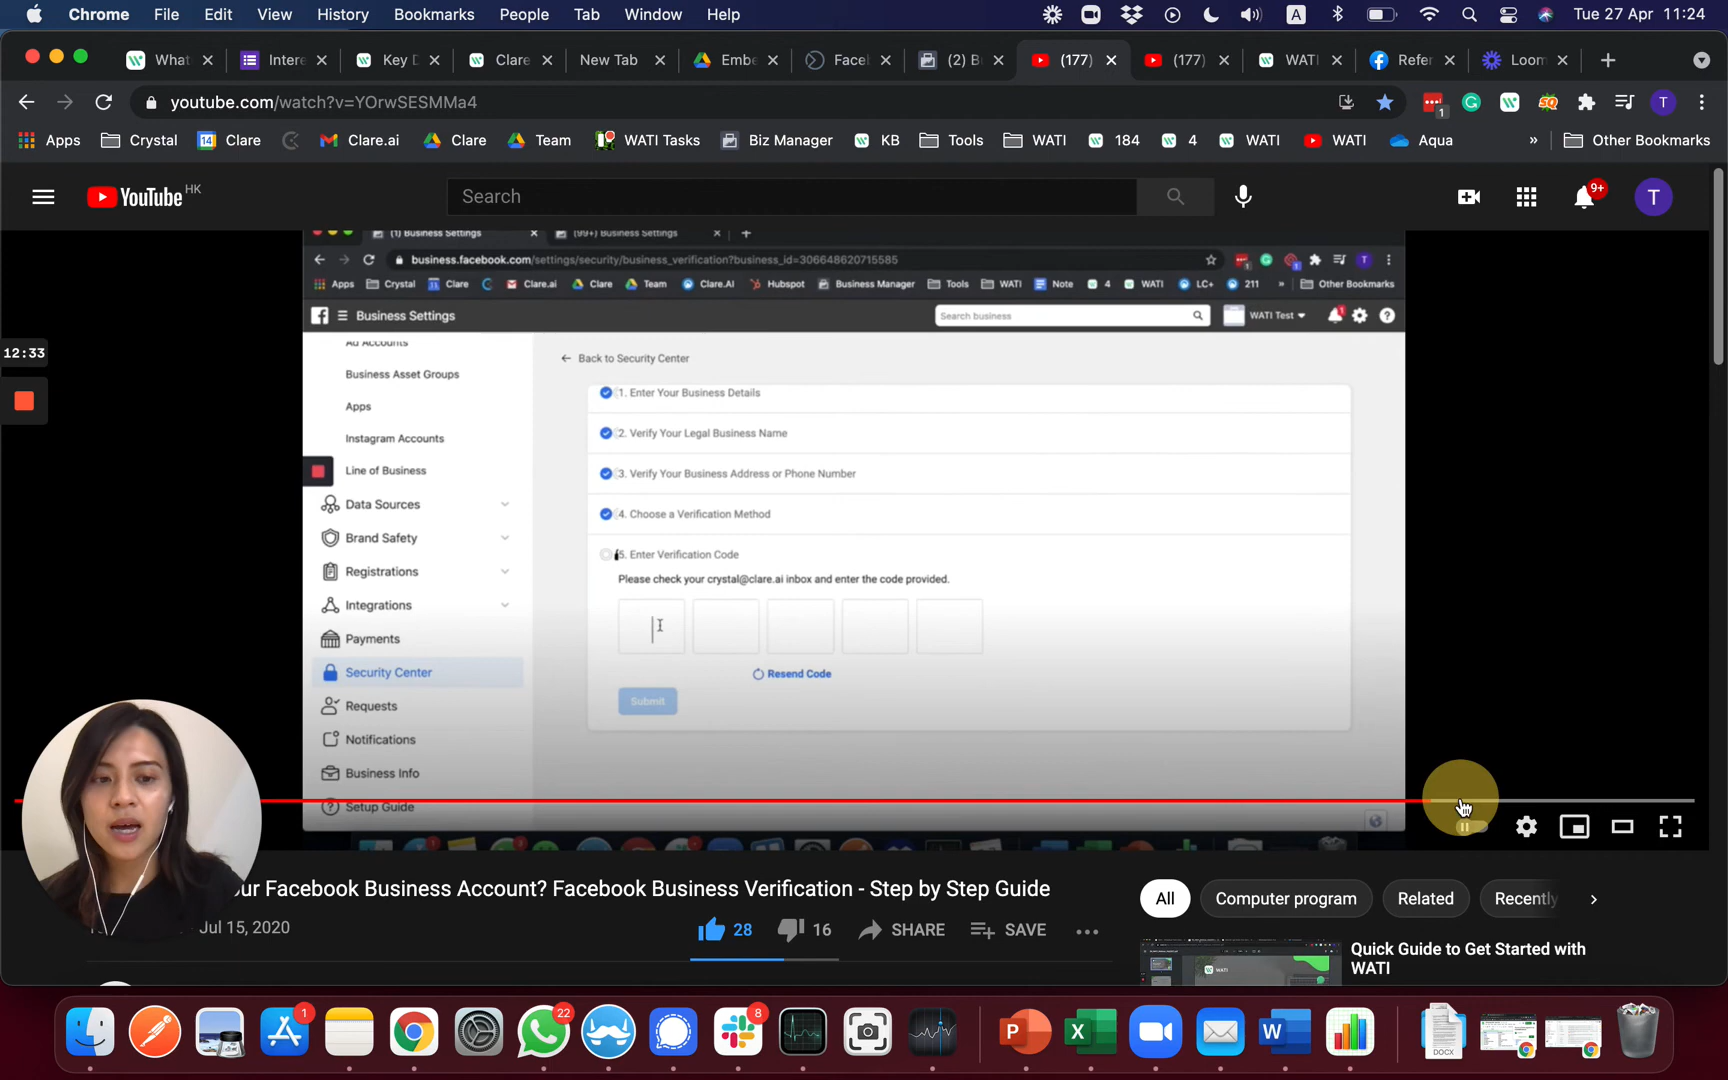 Chrome File Edit View History Bookmarks People Tab Window Help A Tue 27 Apr 11:24
What Intere Key D Clare New Tab Embe Faceb (2) B (177) (177) WATI Refer Loom
youtube.com/watch?v=YOrwSESMMa4 1 T
Apps Crystal 14 Clare Clare.ai Clare Team WATI Tasks Biz Manager KB Tools WATI 184 4 WATI WATI Aqua » Other Bookmarks
YouTube HK Search 9+ T
(1) Business Settings (99+) Business Settings
business.facebook.com/settings/security/business_verification?business_id=306648620715585
Apps Crystal Clare Clare.ai Clare Team Clare.AI Hubspot Business Manager Tools WATI Note 4 WATI LC+ 211 » Other Bookmarks
Business Settings Search business WATI Test
12:33
Ad Accounts
Back to Security Center
Business Asset Groups
1. Enter Your Business Details
Apps
2. Verify Your Legal Business Name
Instagram Accounts
Line of Business
3. Verify Your Business Address or Phone Number
Data Sources
4. Choose a Verification Method
Brand Safety
5. Enter Verification Code
Registrations
Please check your crystal@clare.ai inbox and enter the code provided.
Integrations
Payments
Security Center
Resend Code
Submit
Requests
Notifications
Business Info
Setup Guide
ur Facebook Business Account? Facebook Business Verification - Step by Step Guide
Jul 15, 2020 28 16 SHARE SAVE
All Computer program Related Recently
Quick Guide to Get Started with
WATI
1 22 8
P X W DOCX